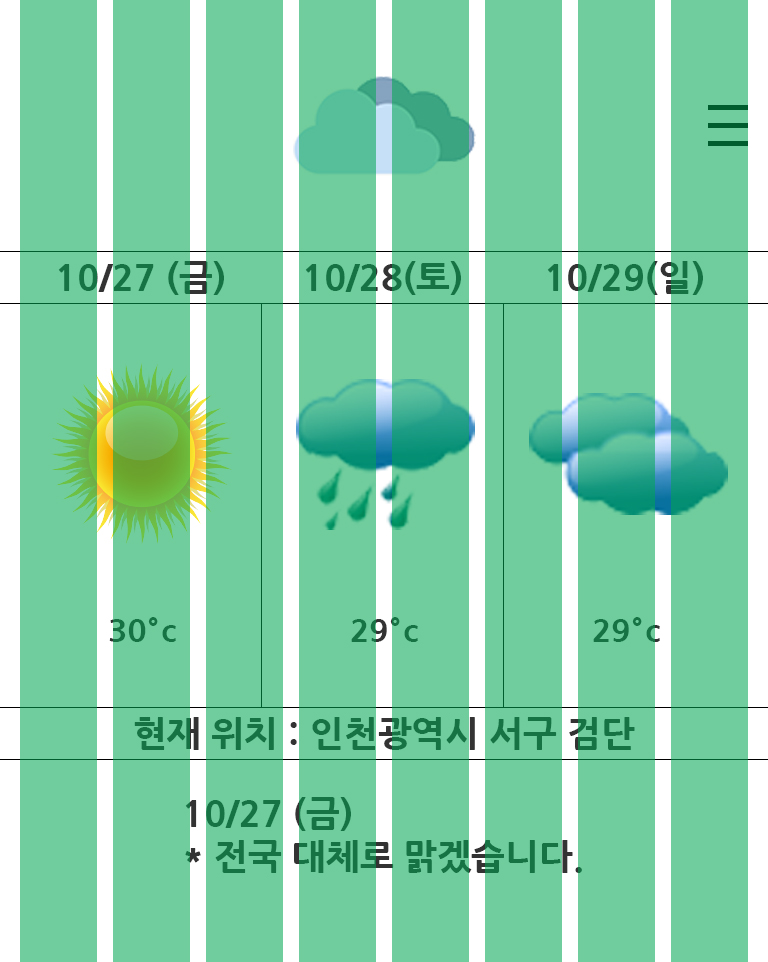 10/27 (금) 10/28(토) 10/29(일)
30°c 29°c 29°c
현재 위치 : 인천광역시 서구 검단
10/27 (금)
* 전국 대체로 맑겠습니다.